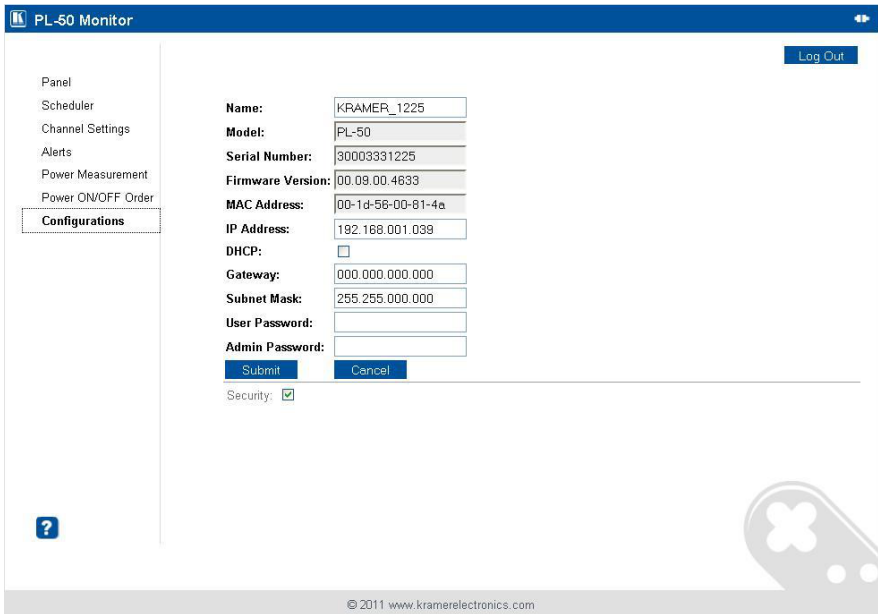 PL-50 Monitor
Log Out
Panel
Scheduler
Channel Settings
Alerts
Power Measurement
Power ON/OFF Order
Configurations
Name: KRAMER_1225
Model: PL-50
Serial Number: 30003331225
Firmware Version: 00.09.00.4633
MAC Address: 00-1d-56-00-81-4a
IP Address: 192.168.001.039
DHCP:
Gateway: 000.000.000.000
Subnet Mask: 255.255.000.000
User Password:
Admin Password:
Submit Cancel
Security:
?
© 2011 www.kramerelectronics.com